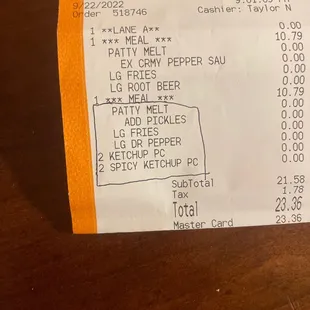 9/22/2022
Order 518746 Cashier: Taylor N
1 **LANE A** 0.00
1 *** MEAL *** 10.79
PATTY MELT 0.00
EX CRMY PEPPER SAU 0.00
LG FRIES 0.00
LG ROOT BEER 0.00
1 *** MEAL *** 10.79
PATTY MELT 0.00
ADD PICKLES 0.00
LG FRIES 0.00
LG DR PEPPER 0.00
2 KETCHUP PC 0.00
2 SPICY KETCHUP PC 0.00
SubTotal 21.58
Tax 1.78
Total 23.36
Master Card 23.36